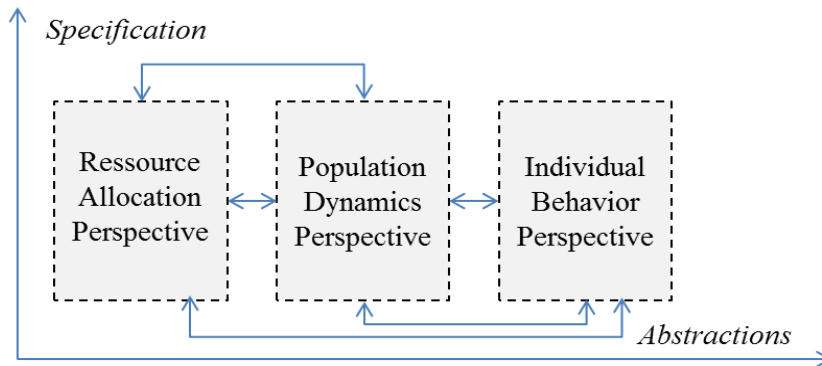 Specification
Ressource
Allocation
Perspective
Population
Dynamics
Perspective
Individual
Behavior
Perspective
Abstractions